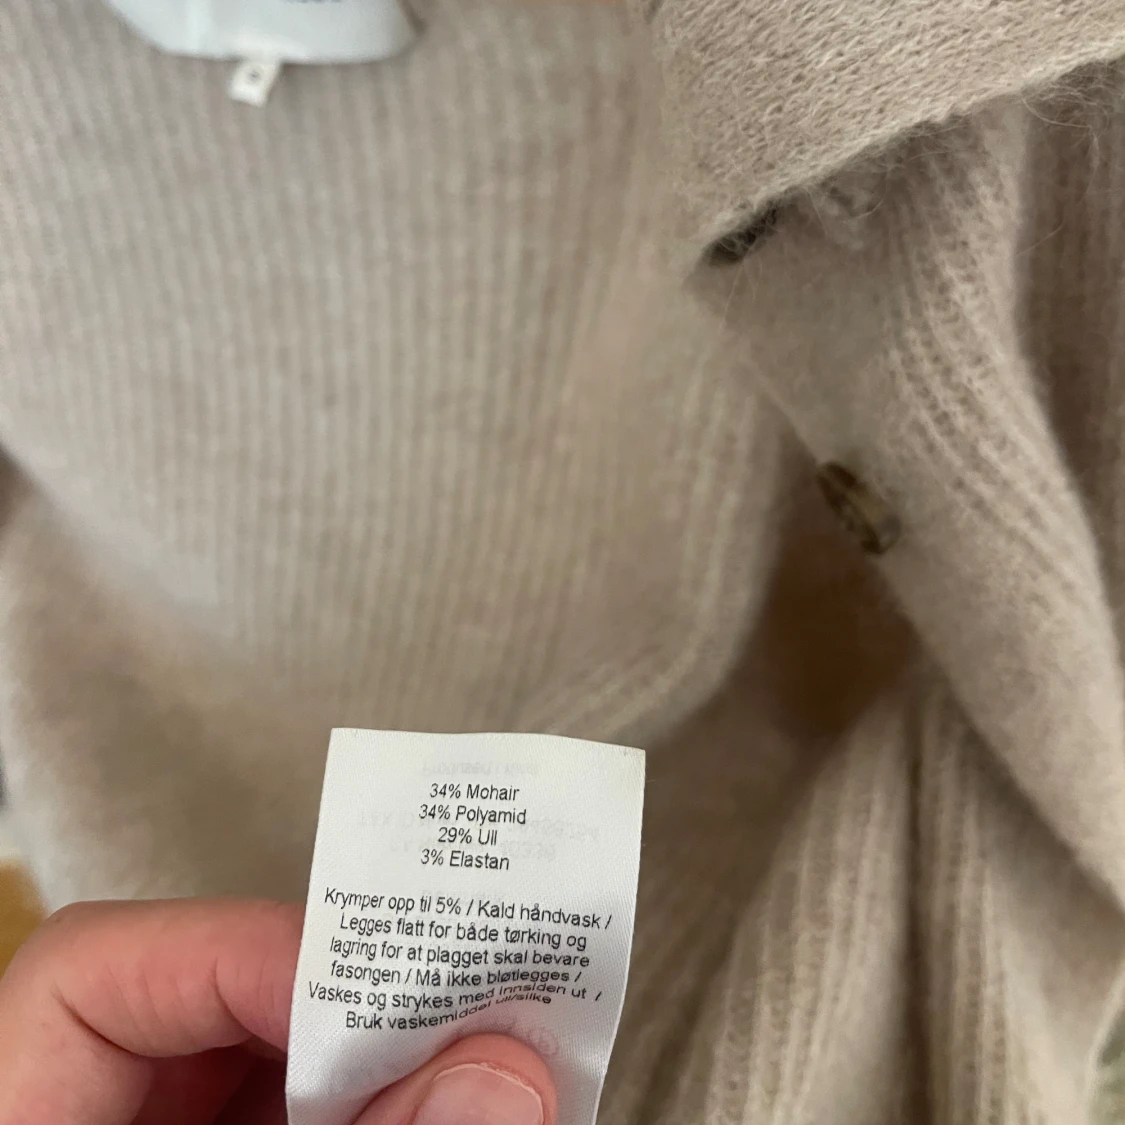 34% Mohair
34% Polyamid
29% Ull
3% Elastan
Krymper opp til 5% / Kald håndvask /
Legges flatt for både tørking og
lagring for at plagget skal bevare
fasongen / Må ikke bløtlegges /
Vaskes og strykes med innsiden ut /
Bruk vaskemiddel ull/silke